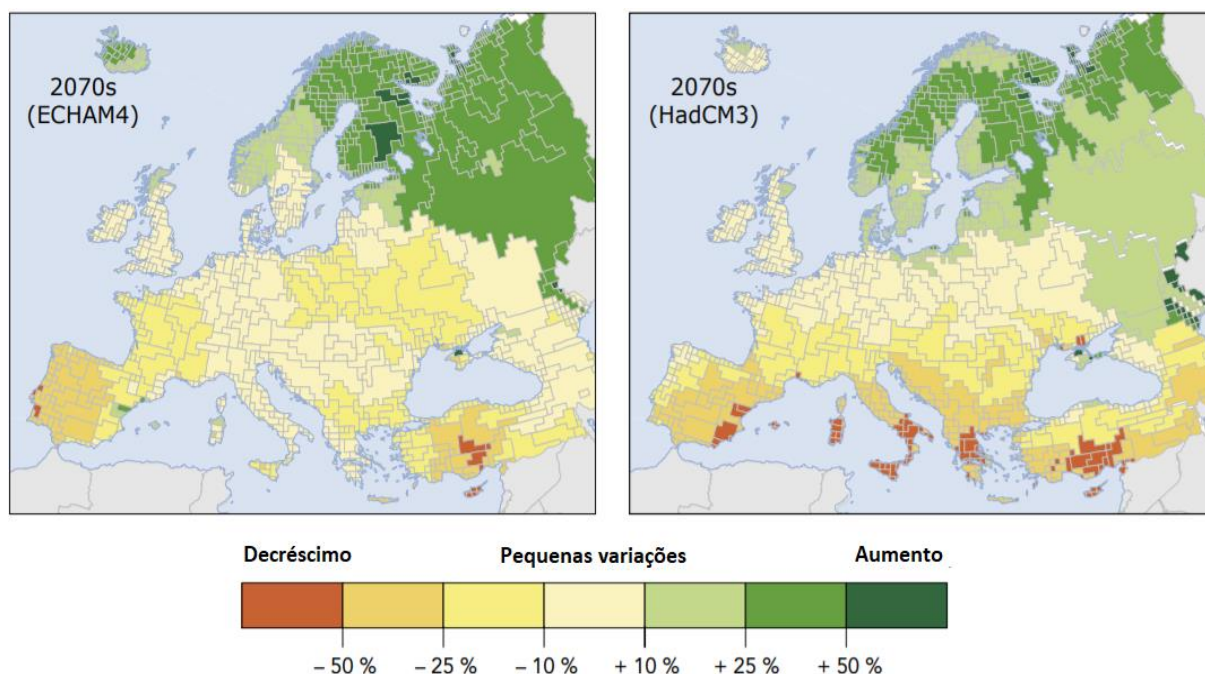 2070s
(ECHAM4)
2070s
(HadCM3)
Decréscimo Pequenas variações Aumento
– 50 % – 25 % – 10 % + 10 % + 25 % + 50 %